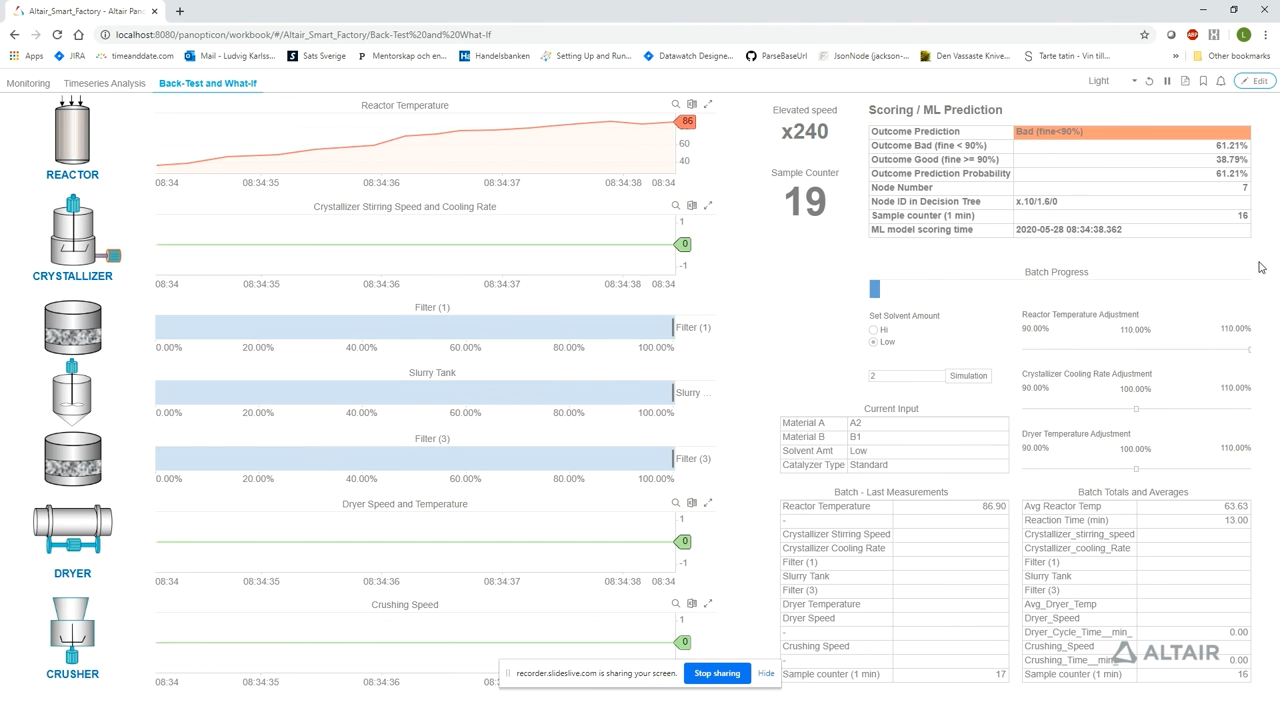 Altair_Smart_Factory - Altair Pan
localhost:8080/panopticon/workbook/#/Altair_Smart_Factory/Back-Test%20and%20What-If
Apps JIRA timeanddate.com Mail - Ludwig Karlss... Sats Sverige Mentorskap och en... Handelsbanken Setting Up and Run... Datawatch Designe... ParseBaseUrl JsonNode (jackson-... Den Vassaste Knive... Tarte tatin - Vin till... » Other bookmarks
Monitoring Timeseries Analysis Back-Test and What-If Light Edit
REACTOR
CRYSTALLIZER
DRYER
CRUSHER
Reactor Temperature
86
60
40
08:34 08:34:35 08:34:36 08:34:37 08:34:38 08:34
Crystallizer Stirring Speed and Cooling Rate
1
0
-1
08:34 08:34:35 08:34:36 08:34:37 08:34:38 08:34
Filter (1)
Filter (1)
0.00% 20.00% 40.00% 60.00% 80.00% 100.00%
Slurry Tank
Slurry ...
0.00% 20.00% 40.00% 60.00% 80.00% 100.00%
Filter (3)
Filter (3)
0.00% 20.00% 40.00% 60.00% 80.00% 100.00%
Dryer Speed and Temperature
1
0
-1
08:34 08:34:35 08:34:36 08:34:37 08:34:38 08:34
Crushing Speed
1
0
08:34 08:34:35 08:34:36
Elevated speed
x240
Sample Counter
19
Scoring / ML Prediction
Outcome Prediction Bad (fine<90%)
Outcome Bad (fine < 90%) 61.21%
Outcome Good (fine >= 90%) 38.79%
Outcome Prediction Probability 61.21%
Node Number 7
Node ID in Decision Tree x.10/1.6/0
Sample counter (1 min) 16
ML model scoring time 2020-05-28 08:34:38.362
Batch Progress
Set Solvent Amount
Hi
Low
2 Simulation
Reactor Temperature Adjustment
90.00% 110.00% 110.00%
Crystallizer Cooling Rate Adjustment
90.00% 100.00% 110.00%
Dryer Temperature Adjustment
90.00% 100.00% 110.00%
Current Input
Material A A2
Material B B1
Solvent Amt Low
Catalyzer Type Standard
Batch - Last Measurements
Reactor Temperature 86.90
-
Crystallizer Stirring Speed
Crystallizer Cooling Rate
Filter (1)
Slurry Tank
Filter (3)
Dryer Temperature
Dryer Speed
-
Crushing Speed
-
Sample counter (1 min) 17
Batch Totals and Averages
Avg Reactor Temp 63.63
Reaction Time (min) 13.00
Crystallizer_stirring_speed
Crystallizer_cooling_Rate
Filter (1)
Slurry Tank
Filter (3)
Avg_Dryer_Temp
Dryer_Speed
Dryer_Cycle_Time__min_ 0.00
Crushing_Speed
Crushing_Time__min_ 0.00
Sample counter (1 min) 16
ALTAIR
recorder.slideslive.com is sharing your screen. Stop sharing Hide